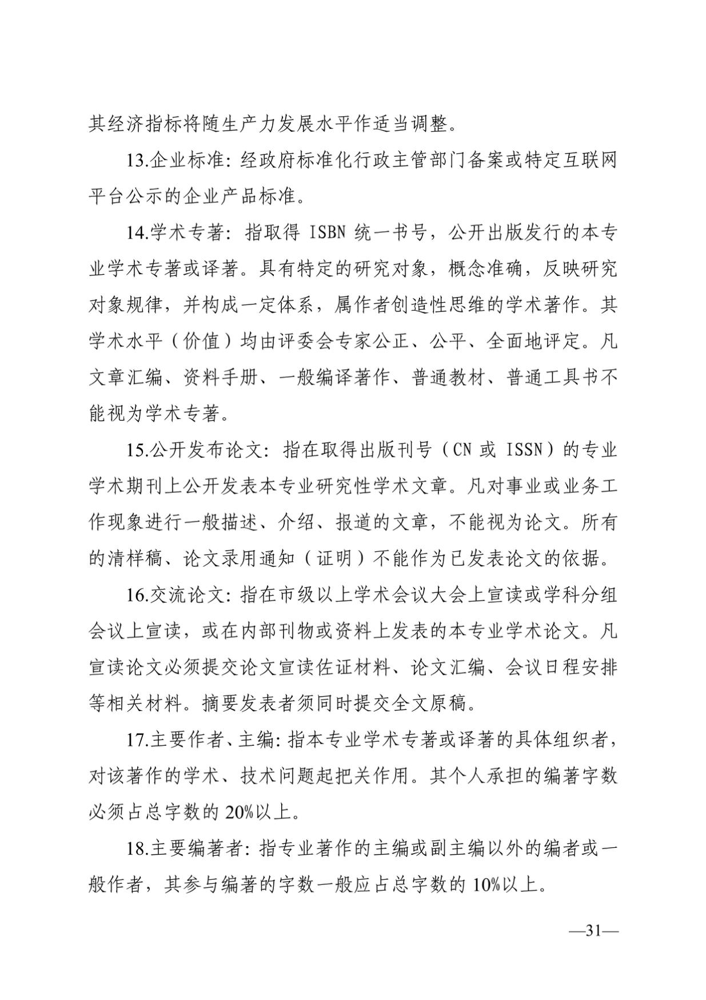 其经济指标将随生产力发展水平作适当调整。
13.企业标准：经政府标准化行政主管部门备案或特定互联网
平台公示的企业产品标准。
14.学术专著：指取得 ISBN 统一书号，公开出版发行的本专
业学术专著或译著。具有特定的研究对象，概念准确，反映研究
对象规律，并构成一定体系，属作者创造性思维的学术著作。其
学术水平（价值）均由评委会专家公正、公平、全面地评定。凡
文章汇编、资料手册、一般编译著作、普通教材、普通工具书不
能视为学术专著。
15.公开发布论文：指在取得出版刊号（CN 或 ISSN）的专业
学术期刊上公开发表本专业研究性学术文章。凡对事业或业务工
作现象进行一般描述、介绍、报道的文章，不能视为论文。所有
的清样稿、论文录用通知（证明）不能作为已发表论文的依据。
16.交流论文：指在市级以上学术会议大会上宣读或学科分组
会议上宣读，或在内部刊物或资料上发表的本专业学术论文。凡
宣读论文必须提交论文宣读佐证材料、论文汇编、会议日程安排
等相关材料。摘要发表者须同时提交全文原稿。
17.主要作者、主编：指本专业学术专著或译著的具体组织者，
对该著作的学术、技术问题起把关作用。其个人承担的编著字数
必须占总字数的 20%以上。
18.主要编著者：指专业著作的主编或副主编以外的编者或一
般作者，其参与编著的字数一般应占总字数的 10%以上。
—31—